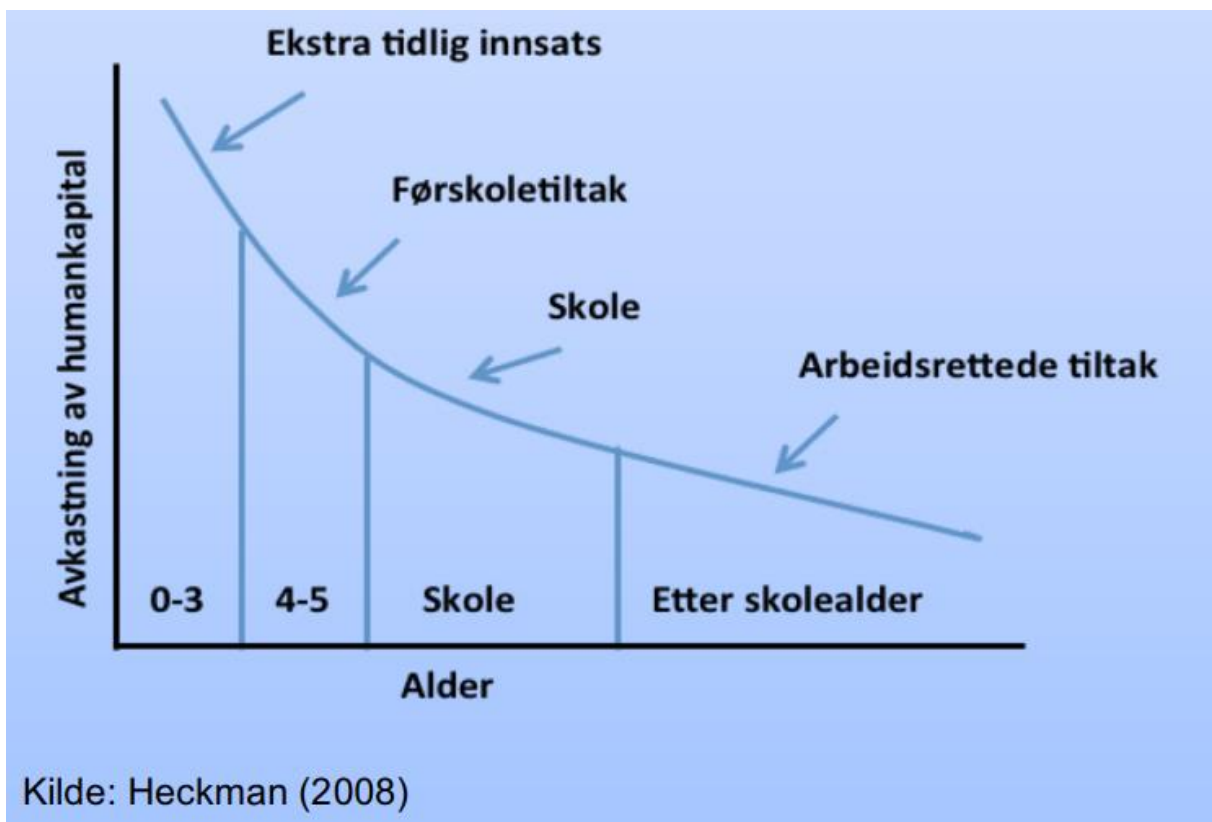 Ekstra tidlig innsats
Førskoletiltak
Skole
Arbeidsrettede tiltak
Avkastning av humankapital
0-3
4-5
Skole
Etter skolealder
Alder
Kilde: Heckman (2008)